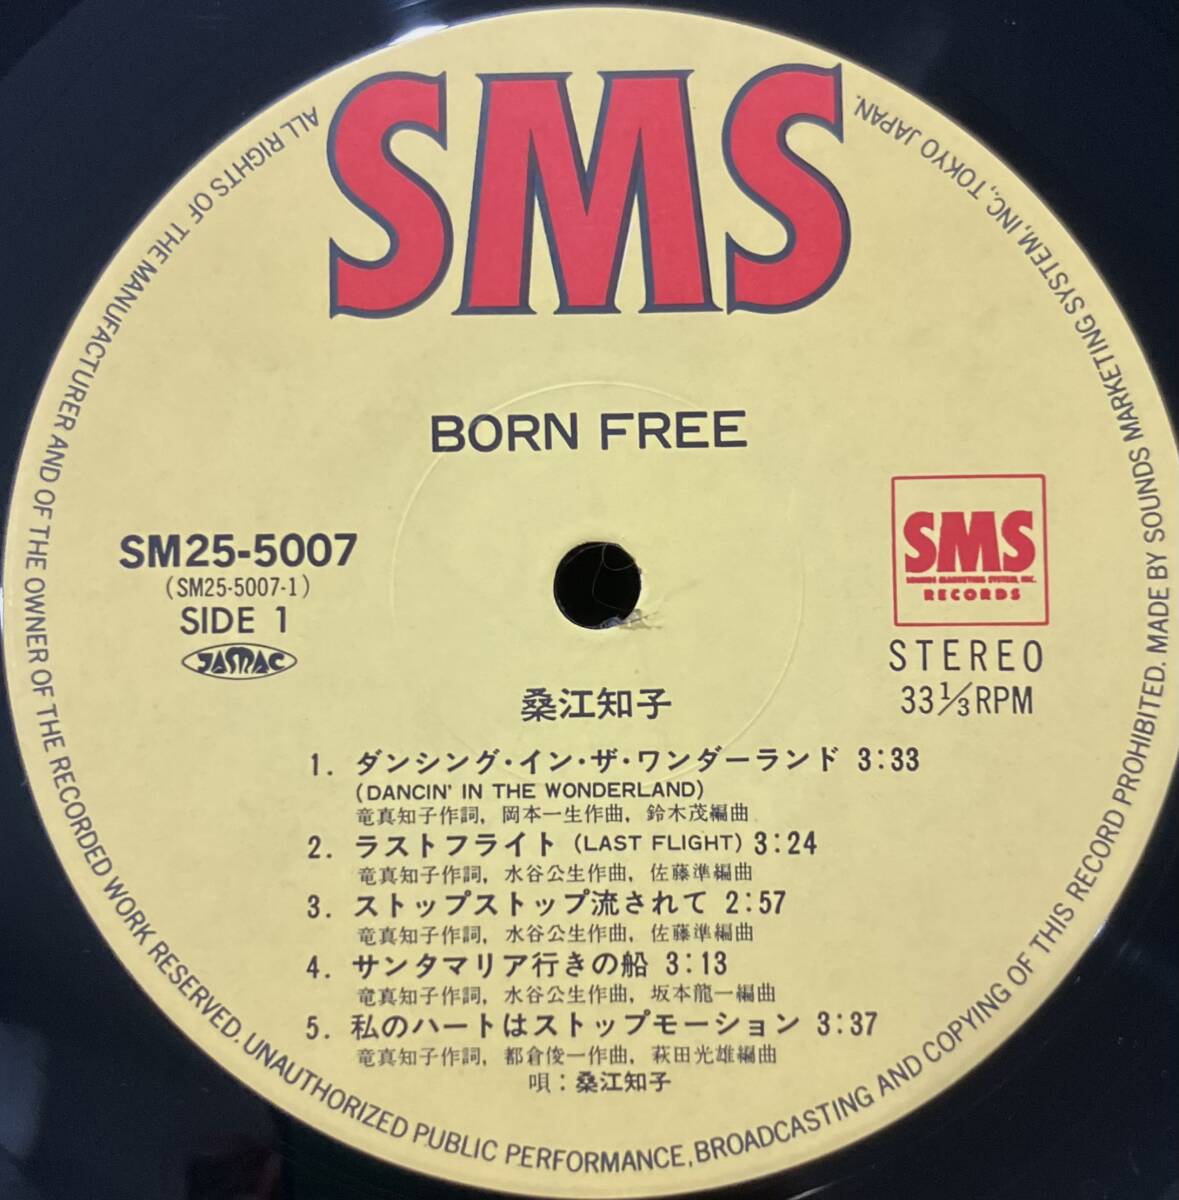 SMS
BORN FREE
SM25-5007
(SM25-5007-1)
SIDE 1
JASRAC
SMS
SOUNDS MARKETING SYSTEM, INC.
RECORDS
STEREO
33 1/3 RPM
桑江知子
1. ダンシング・イン・ザ・ワンダーランド 3:33
(DANCIN' IN THE WONDERLAND)
竜真知子作詞, 岡本一生作曲, 鈴木茂編曲
2. ラストフライト (LAST FLIGHT) 3:24
竜真知子作詞, 水谷公生作曲, 佐藤準編曲
3. ストップストップ流されて 2:57
竜真知子作詞, 水谷公生作曲, 佐藤準編曲
4. サンタマリア行きの船 3:13
竜真知子作詞, 水谷公生作曲, 坂本龍一編曲
5. 私のハートはストップモーション 3:37
竜真知子作詞, 都倉俊一作曲, 萩田光雄編曲
唄：桑江知子
ALL RIGHTS OF THE MANUFACTURER AND OF THE OWNER OF THE RECORDED WORK RESERVED. UNAUTHORIZED PUBLIC PERFORMANCE, BROADCASTING AND COPYING OF THIS RECORD PROHIBITED. MADE BY SOUNDS MARKETING SYSTEM, INC., TOKYO JAPAN.